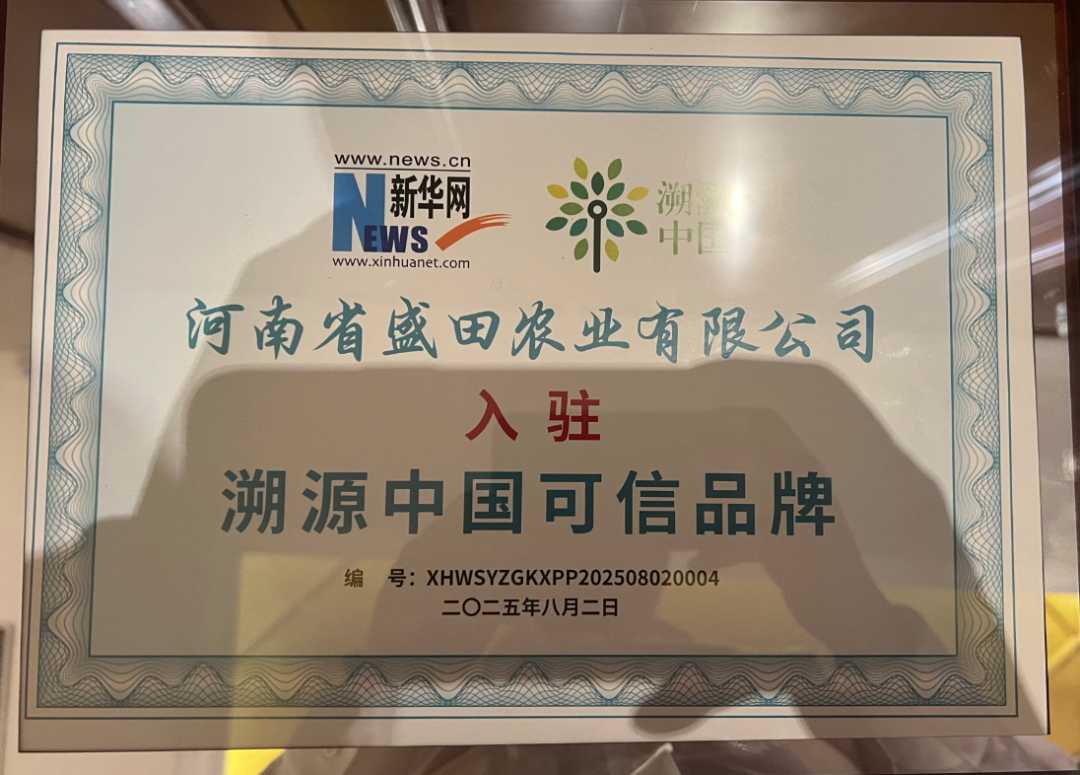 www.news.cn
新华网
NEWS
www.xinhuanet.com
溯
中国
河南省盛田农业有限公司
入驻
溯源中国可信品牌
编 号：XHWSYZGKXPP202508020004
二〇二五年八月二日